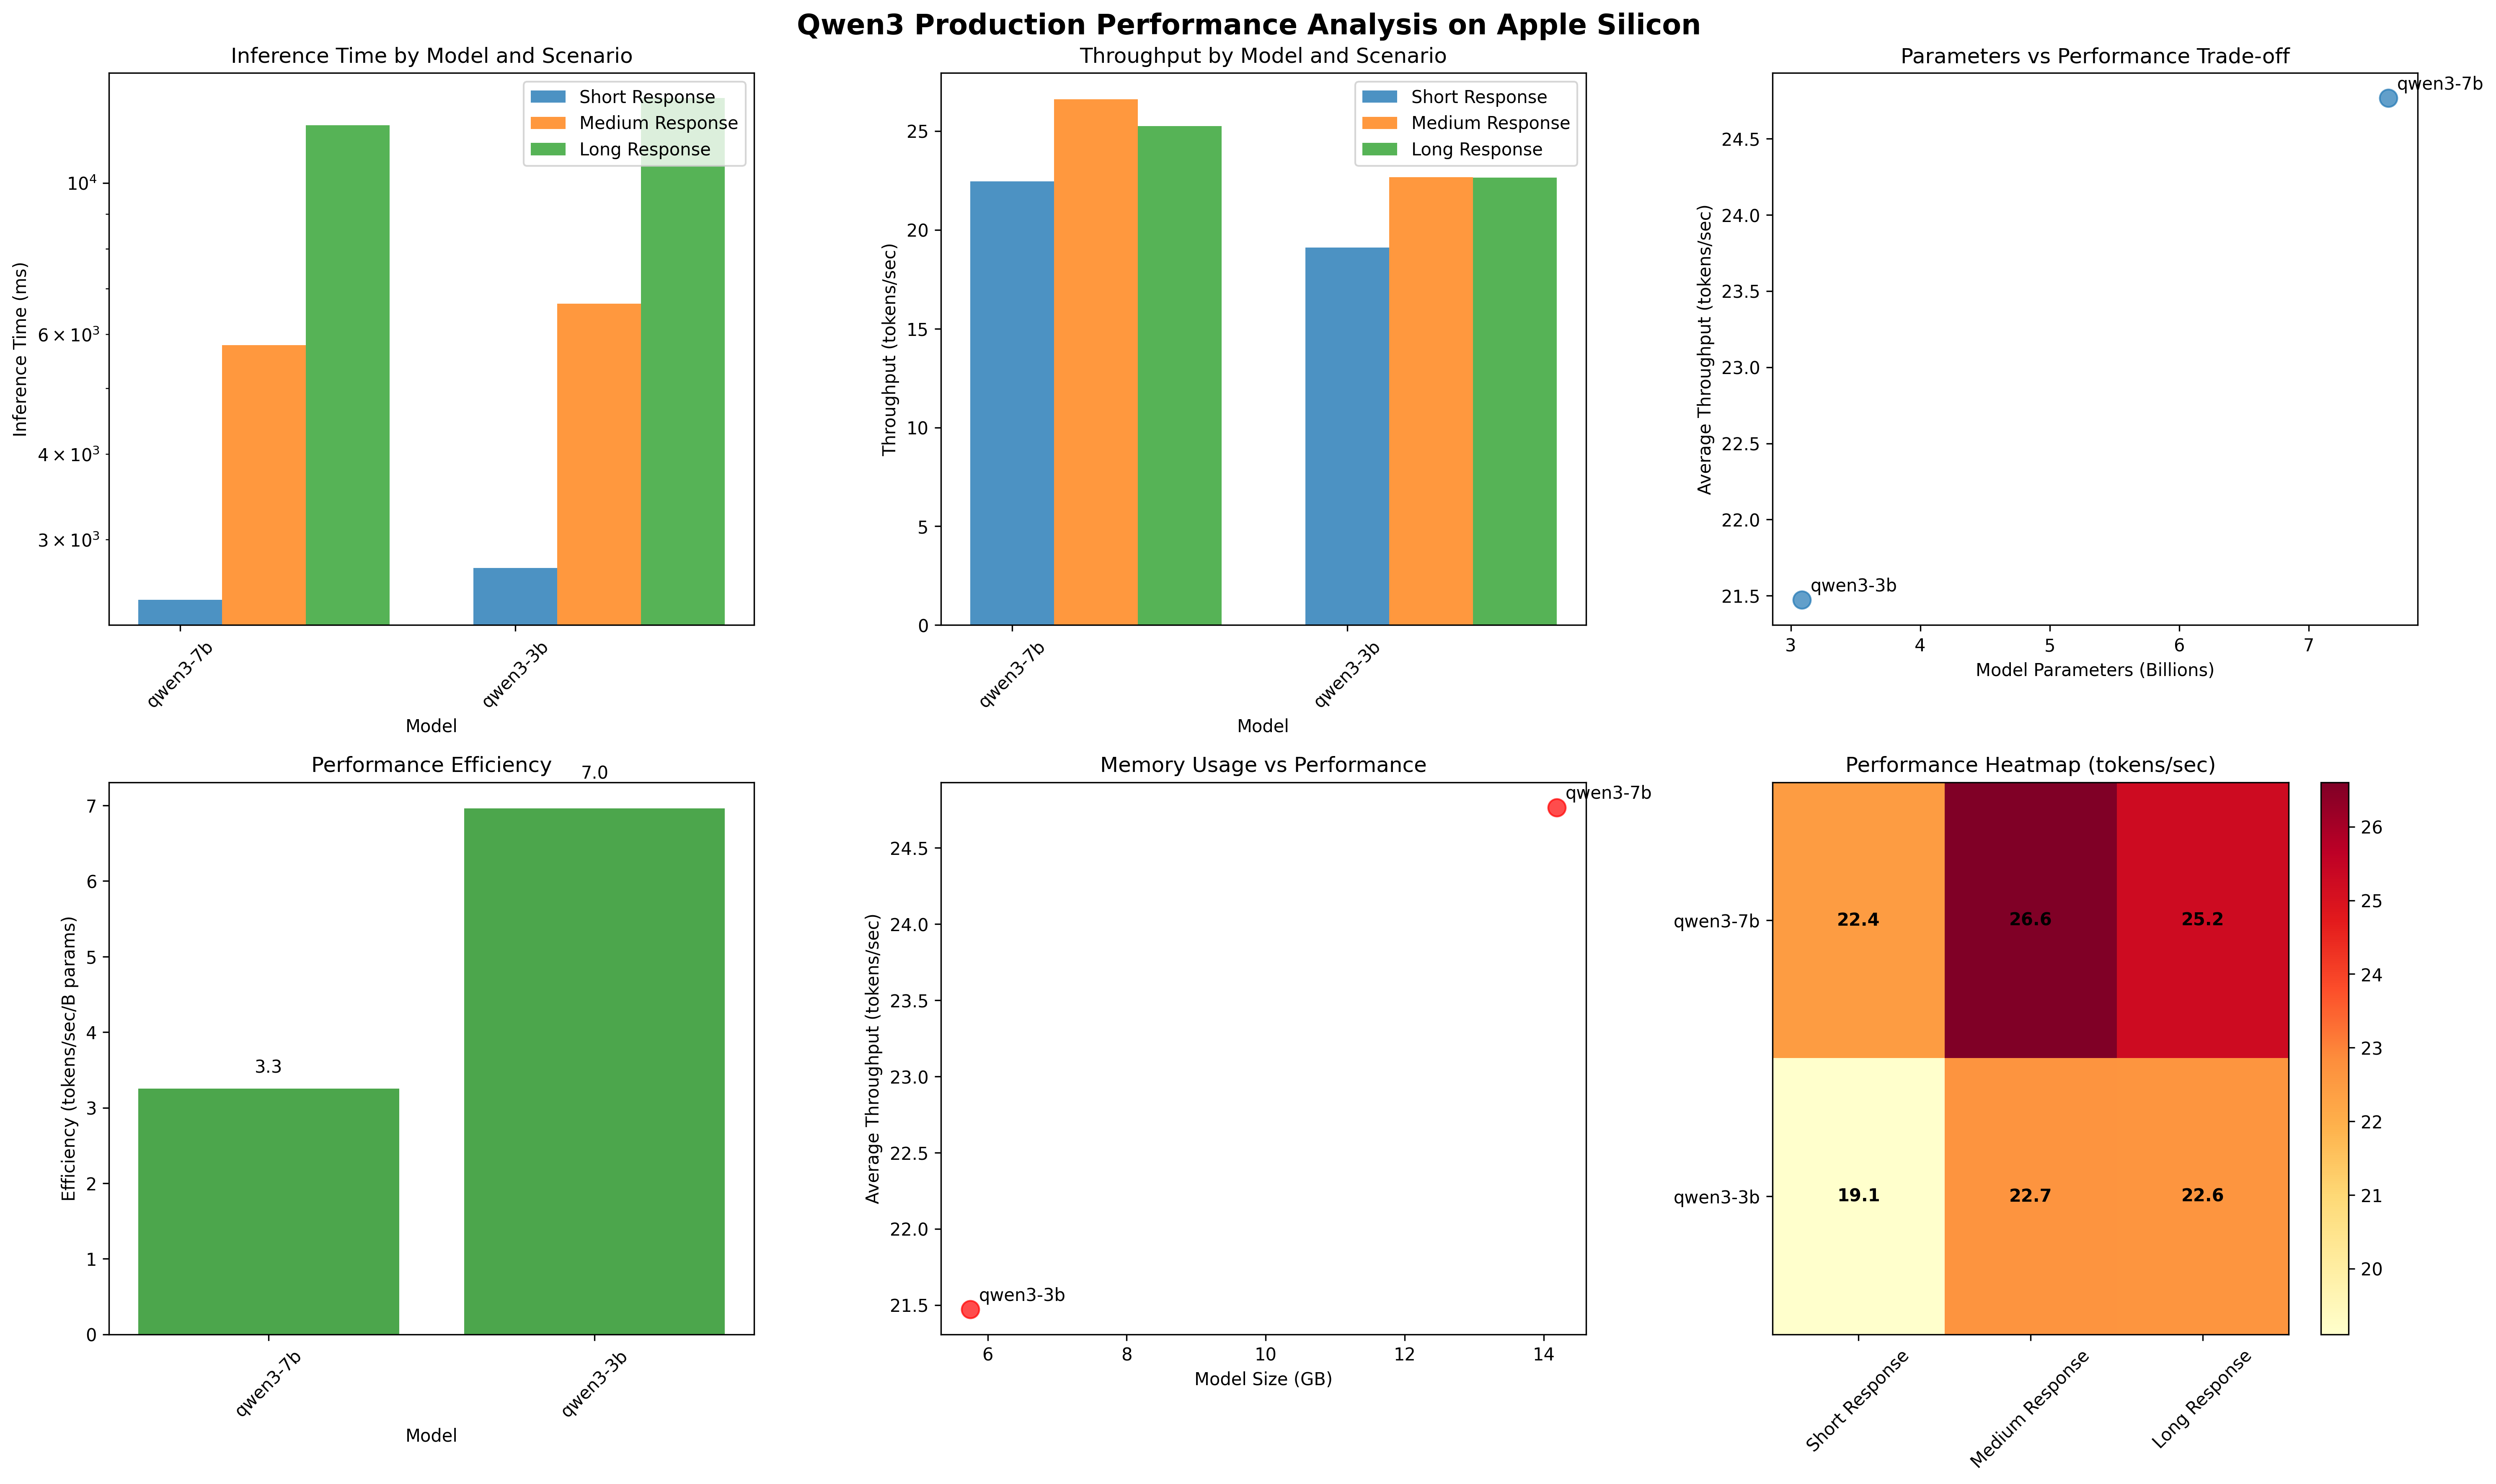 Qwen3 Production Performance Analysis on Apple Silicon
Inference Time by Model and Scenario
Short Response
Medium Response
Long Response
10⁴
6 × 10³
4 × 10³
3 × 10³
Inference Time (ms)
qwen3-7b
qwen3-3b
Model
Throughput by Model and Scenario
Short Response
Medium Response
Long Response
25
20
15
10
5
0
Throughput (tokens/sec)
qwen3-7b
qwen3-3b
Model
Parameters vs Performance Trade-off
qwen3-7b
qwen3-3b
24.5
24.0
23.5
23.0
22.5
22.0
21.5
Average Throughput (tokens/sec)
3 4 5 6 7
Model Parameters (Billions)
Performance Efficiency
7.0
3.3
7
6
5
4
3
2
1
0
Efficiency (tokens/sec/B params)
qwen3-7b
qwen3-3b
Model
Memory Usage vs Performance
qwen3-7b
qwen3-3b
24.5
24.0
23.5
23.0
22.5
22.0
21.5
Average Throughput (tokens/sec)
6 8 10 12 14
Model Size (GB)
Performance Heatmap (tokens/sec)
qwen3-7b
22.4 26.6 25.2
qwen3-3b
19.1 22.7 22.6
Short Response
Medium Response
Long Response
26
25
24
23
22
21
20